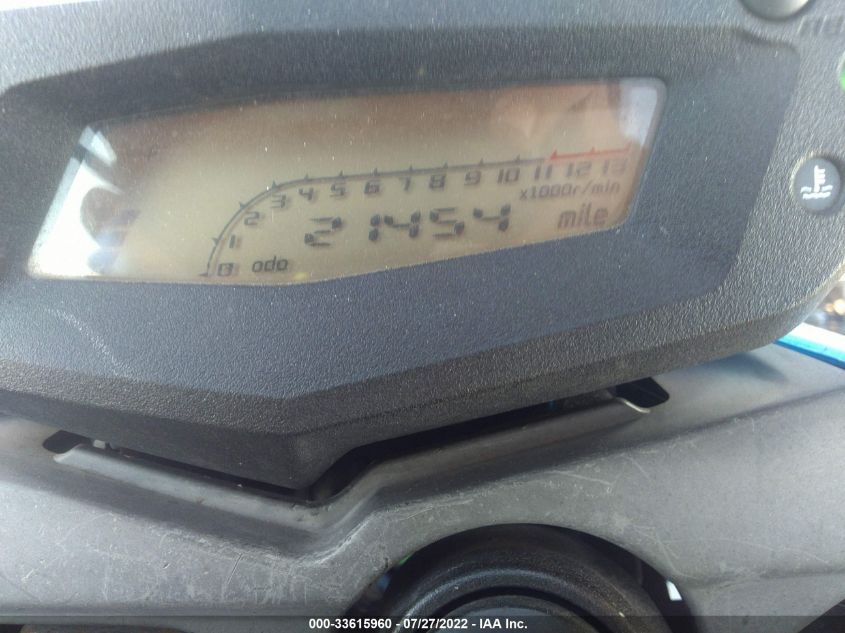 0 1 2 3 4 5 6 7 8 9 10 11 12 13
x1000r/min
odo 21454 mile
000-33615960 - 07/27/2022 - IAA Inc.